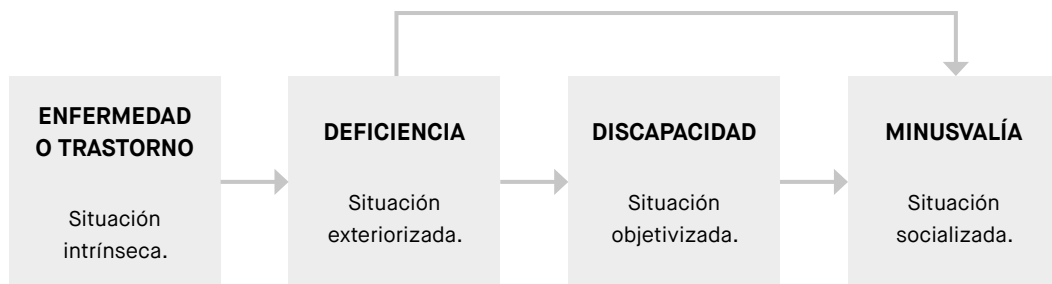 ENFERMEDAD
O TRASTORNO
Situación
intrínseca.
DEFICIENCIA
Situación
exteriorizada.
DISCAPACIDAD
Situación
objetivizada.
MINUSVALÍA
Situación
socializada.